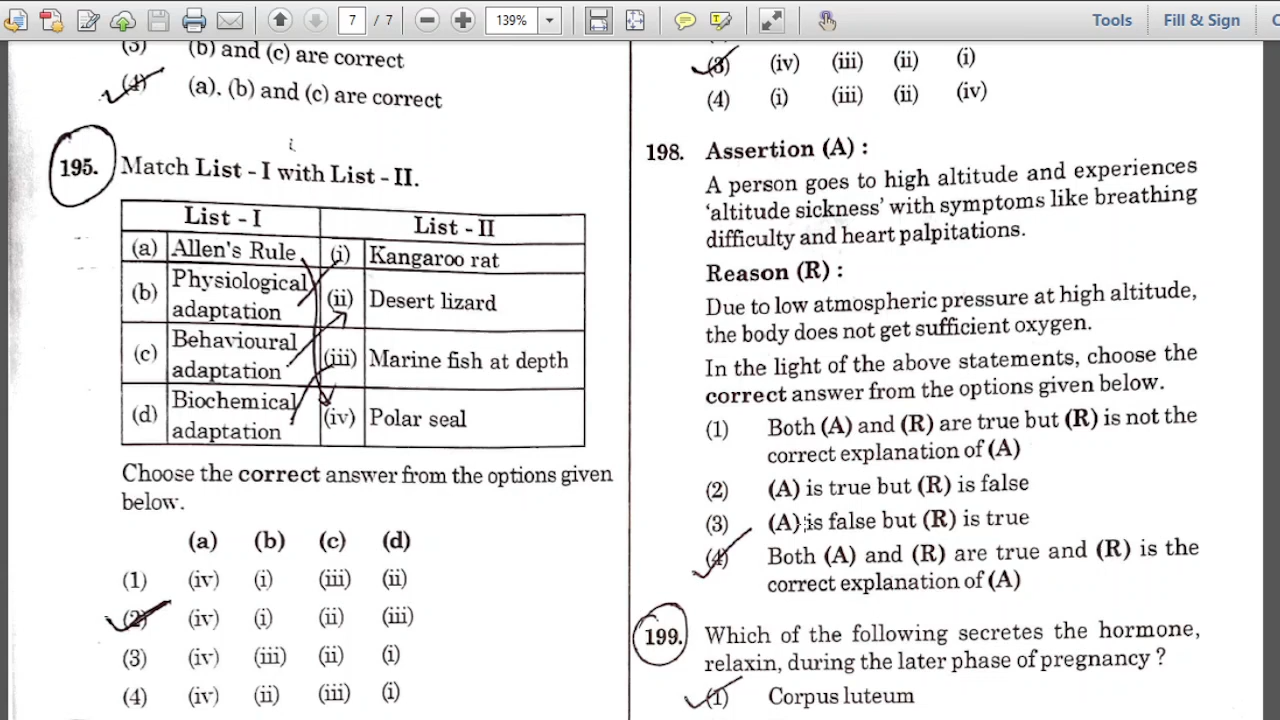 7 / 7
139%
Tools
Fill & Sign
(3) (b) and (c) are correct
(4) (a), (b) and (c) are correct
195. Match List - I with List - II.
List - I List - II
(a) Allen's Rule (i) Kangaroo rat
(b) Physiological adaptation (ii) Desert lizard
(c) Behavioural adaptation (iii) Marine fish at depth
(d) Biochemical adaptation (iv) Polar seal
Choose the correct answer from the options given
below.
(a) (b) (c) (d)
(1) (iv) (i) (iii) (ii)
(2) (iv) (i) (ii) (iii)
(3) (iv) (iii) (ii) (i)
(4) (iv) (ii) (iii) (i)
(3) (iv) (iii) (ii) (i)
(4) (i) (iii) (ii) (iv)
198. Assertion (A) :
A person goes to high altitude and experiences
'altitude sickness' with symptoms like breathing
difficulty and heart palpitations.
Reason (R) :
Due to low atmospheric pressure at high altitude,
the body does not get sufficient oxygen.
In the light of the above statements, choose the
correct answer from the options given below.
(1) Both (A) and (R) are true but (R) is not the
correct explanation of (A)
(2) (A) is true but (R) is false
(3) (A) is false but (R) is true
(4) Both (A) and (R) are true and (R) is the
correct explanation of (A)
199. Which of the following secretes the hormone,
relaxin, during the later phase of pregnancy ?
(1) Corpus luteum